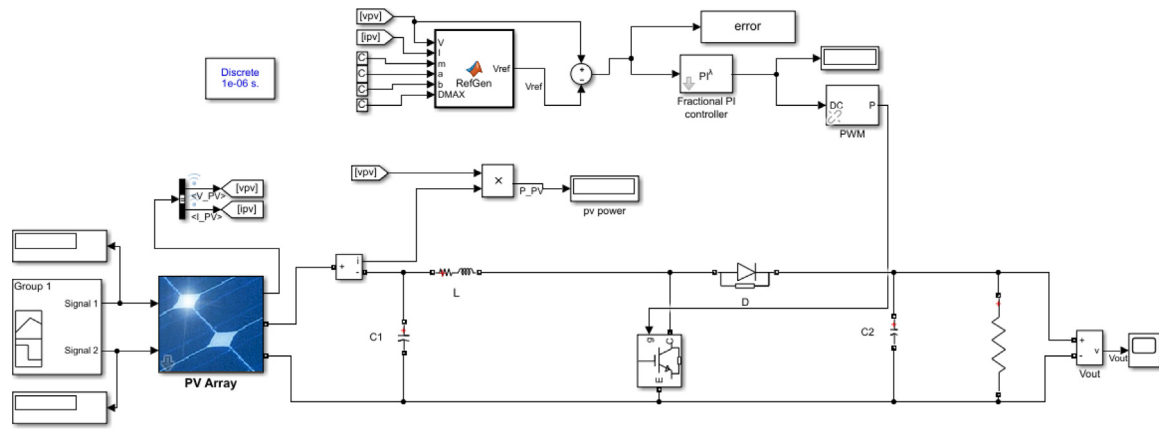 [vpv]
[ipv]
C
C
C
C
V
I
m
a
b
DMAX
RefGen
Vref
Vref
+
-
error
PIλ
Fractional PI
controller
DC
P
PWM
Discrete
1e-06 s.
[vpv]
<V_PV>
[ipv]
<I_PV>
[vpv]
×
P_PV
pv power
Group 1
Signal 1
Signal 2
PV Array
+
i
-
C1
L
D
g
C
E
C2
+
-
v
Vout
Vout